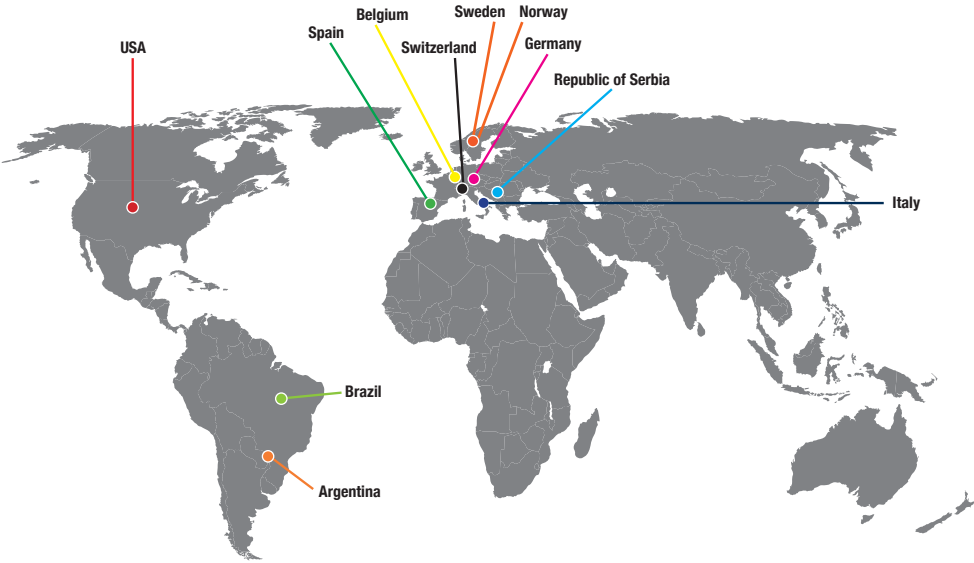 Sweden
Norway
Belgium
Spain
Germany
USA
Switzerland
Republic of Serbia
Italy
Brazil
Argentina